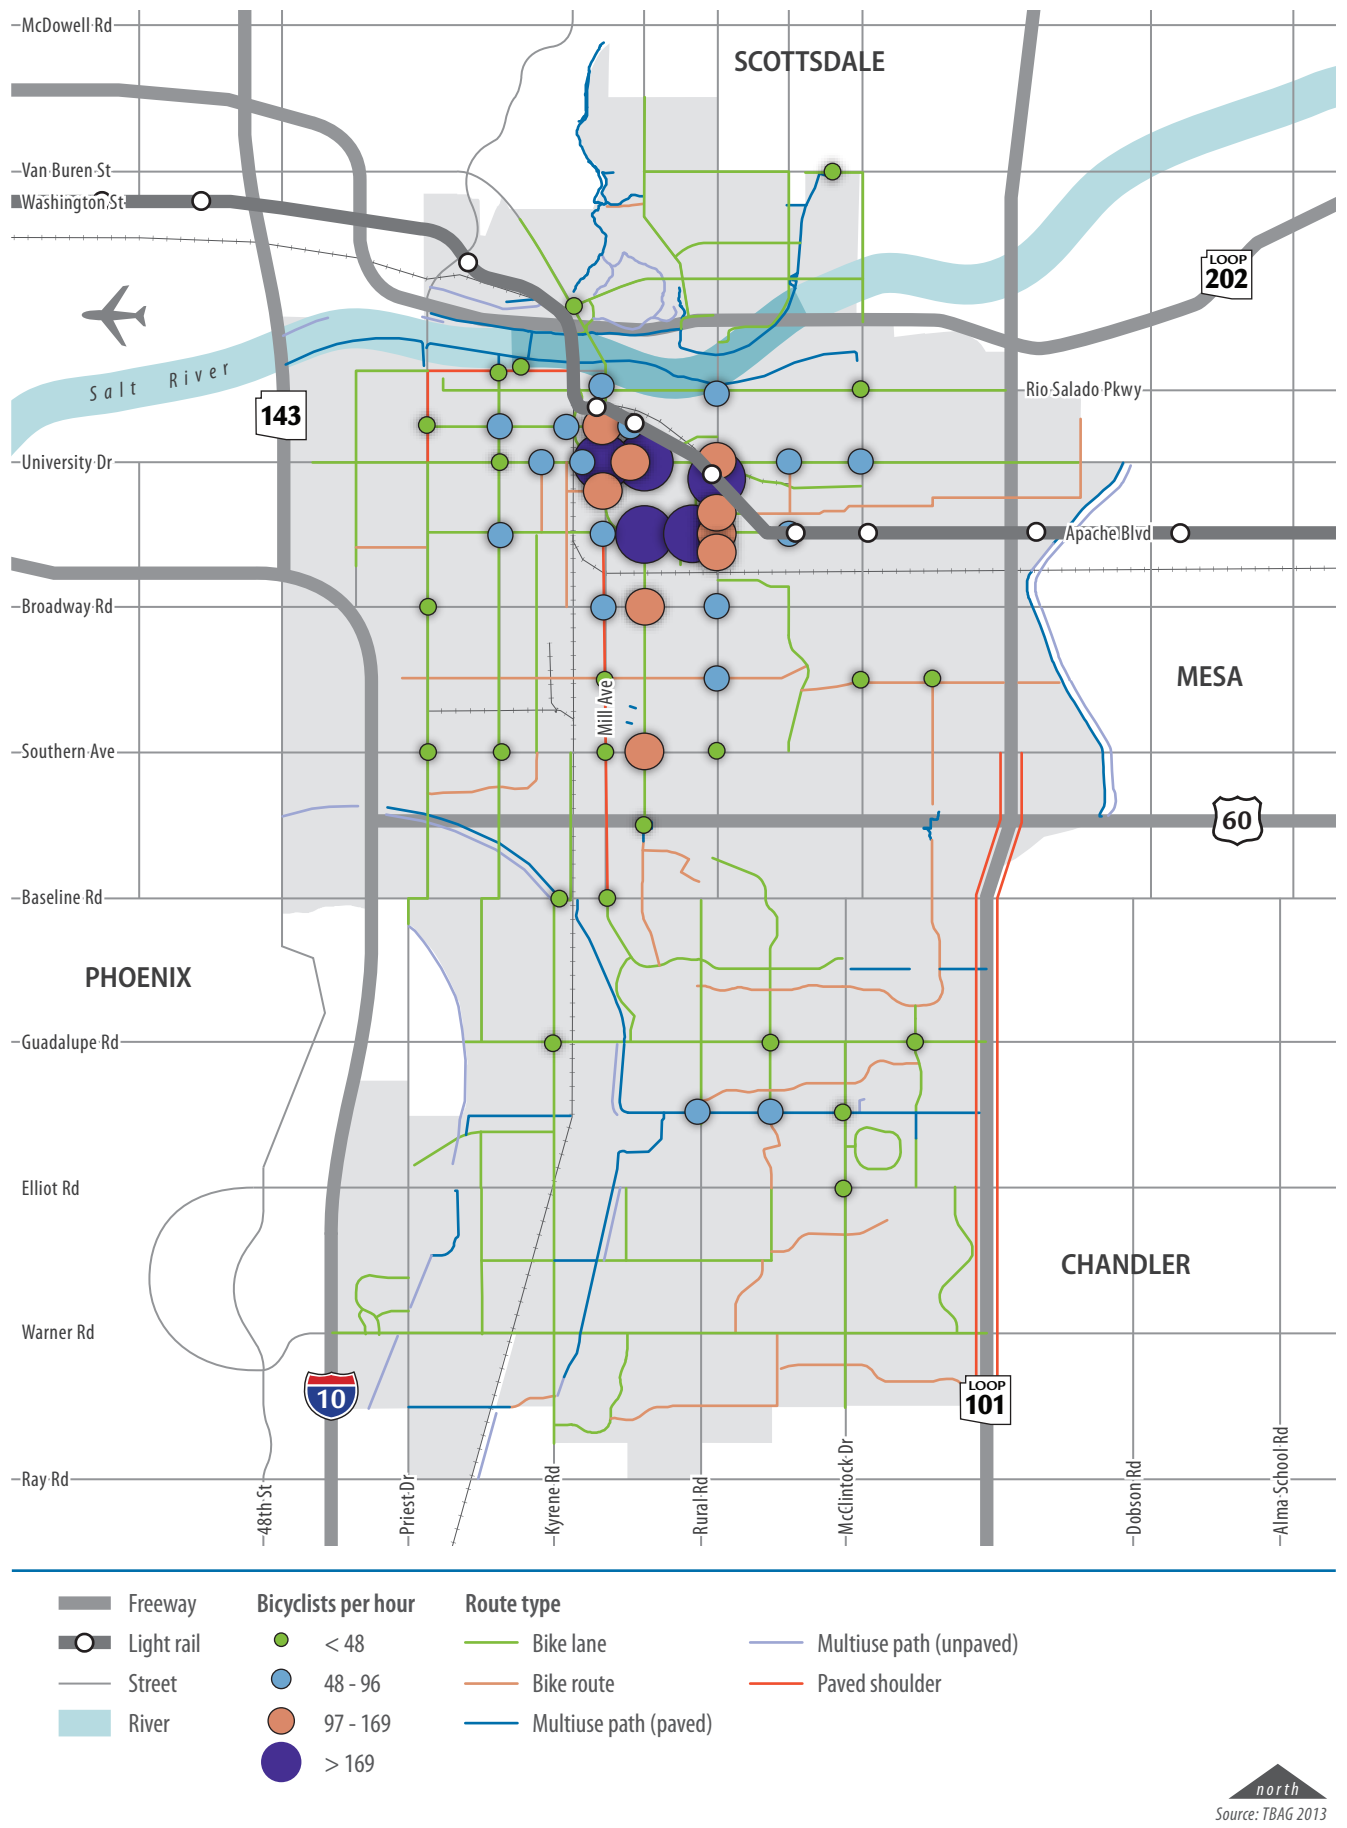 McDowell Rd
SCOTTSDALE
Van Buren St
Washington St
LOOP
202
Salt River
143
Rio Salado Pkwy
University Dr
Apache Blvd
Broadway Rd
MESA
Mill Ave
Southern Ave
60
Baseline Rd
PHOENIX
Guadalupe Rd
Elliot Rd
CHANDLER
Warner Rd
10
LOOP
101
Ray Rd
48th St
Priest Dr
Kyrene Rd
Rural Rd
McClintock Dr
Dobson Rd
Alma School Rd
Freeway
Light rail
Street
River
Bicyclists per hour
< 48
48 - 96
97 - 169
> 169
Route type
Bike lane
Bike route
Multiuse path (paved)
Multiuse path (unpaved)
Paved shoulder
north
Source: TBAG 2013